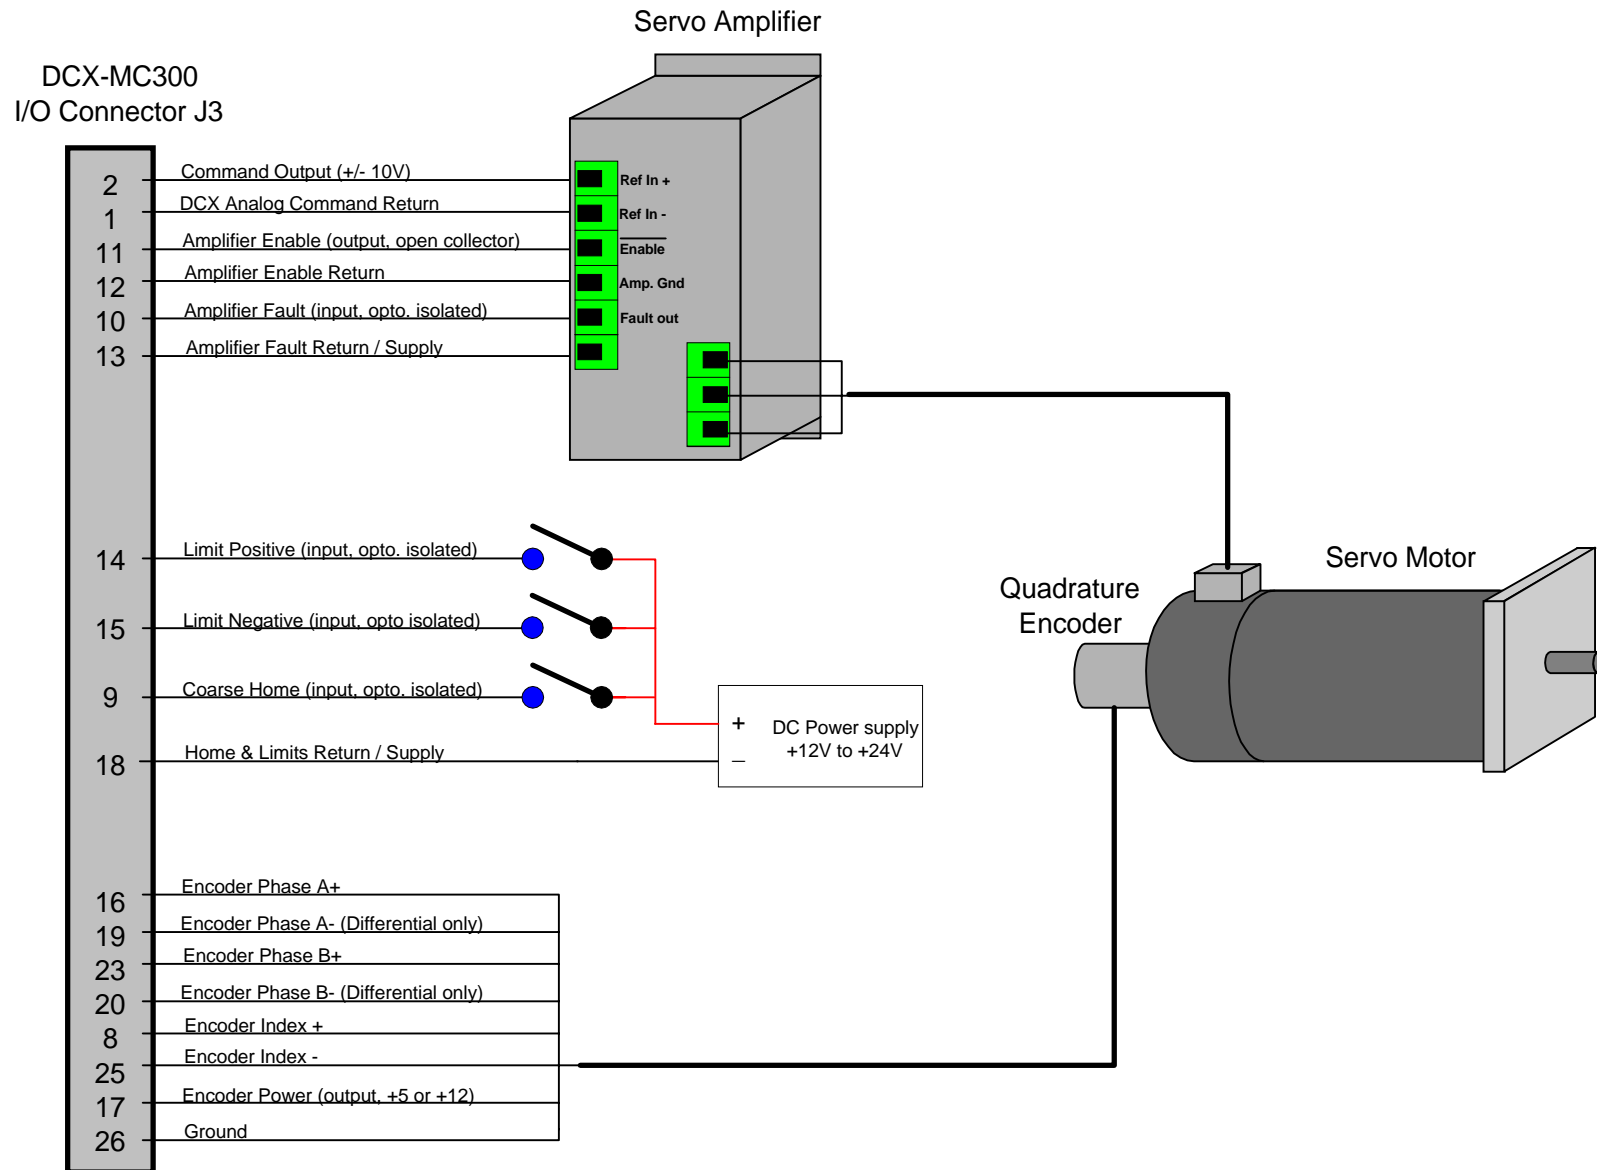 Servo Amplifier
DCX-MC300
I/O Connector J3
2 Command Output (+/- 10V) Ref In +
1 DCX Analog Command Return Ref In -
11 Amplifier Enable (output, open collector) Enable
12 Amplifier Enable Return Amp. Gnd
10 Amplifier Fault (input, opto. isolated) Fault out
13 Amplifier Fault Return / Supply
14 Limit Positive (input, opto. isolated)
15 Limit Negative (input, opto isolated)
9 Coarse Home (input, opto. isolated)
18 Home & Limits Return / Supply
+
DC Power supply
+12V to +24V
–
Quadrature
Encoder
Servo Motor
16 Encoder Phase A+
19 Encoder Phase A- (Differential only)
23 Encoder Phase B+
20 Encoder Phase B- (Differential only)
8 Encoder Index +
25 Encoder Index -
17 Encoder Power (output, +5 or +12)
26 Ground